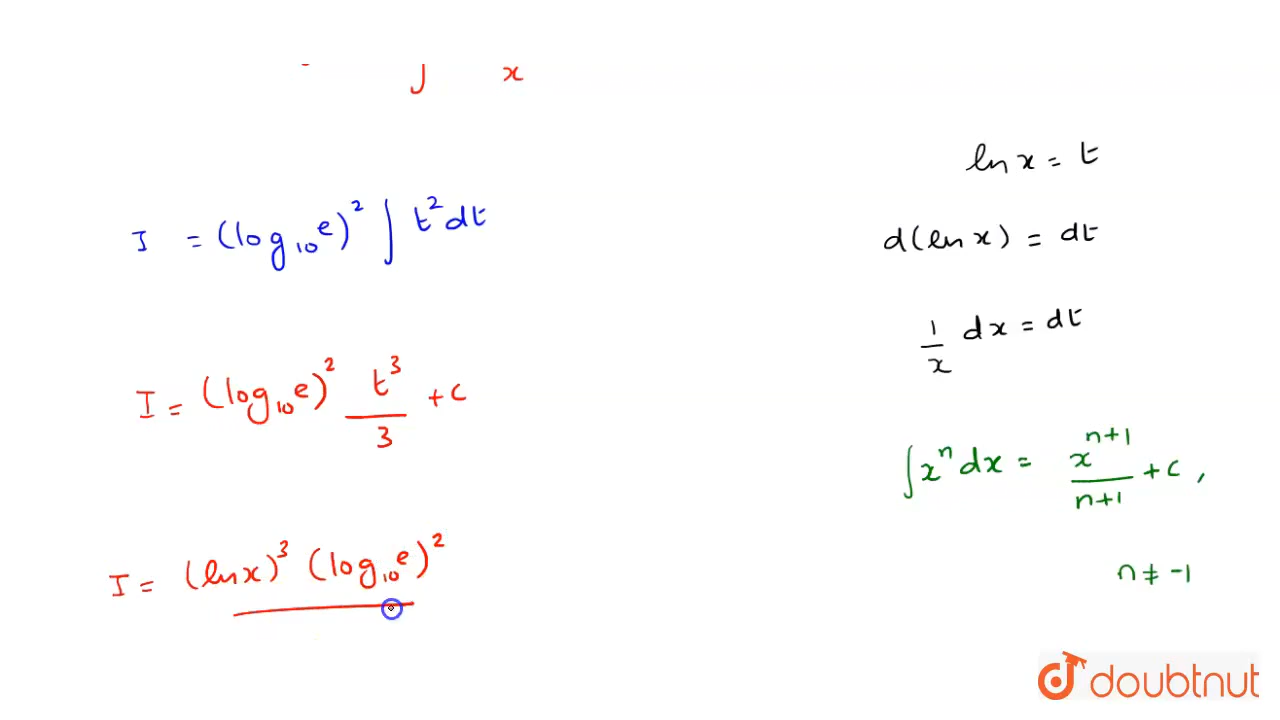 x
ln x = t
I = (log₁₀e)² ∫ t² dt
d(ln x) = dt
1/x dx = dt
I = (log₁₀e)² t³/3 + c
∫xⁿ dx = xⁿ⁺¹/n+1 + c ,
I = (ln x)³ (log₁₀e)²
n ≠ -1
doubtnut